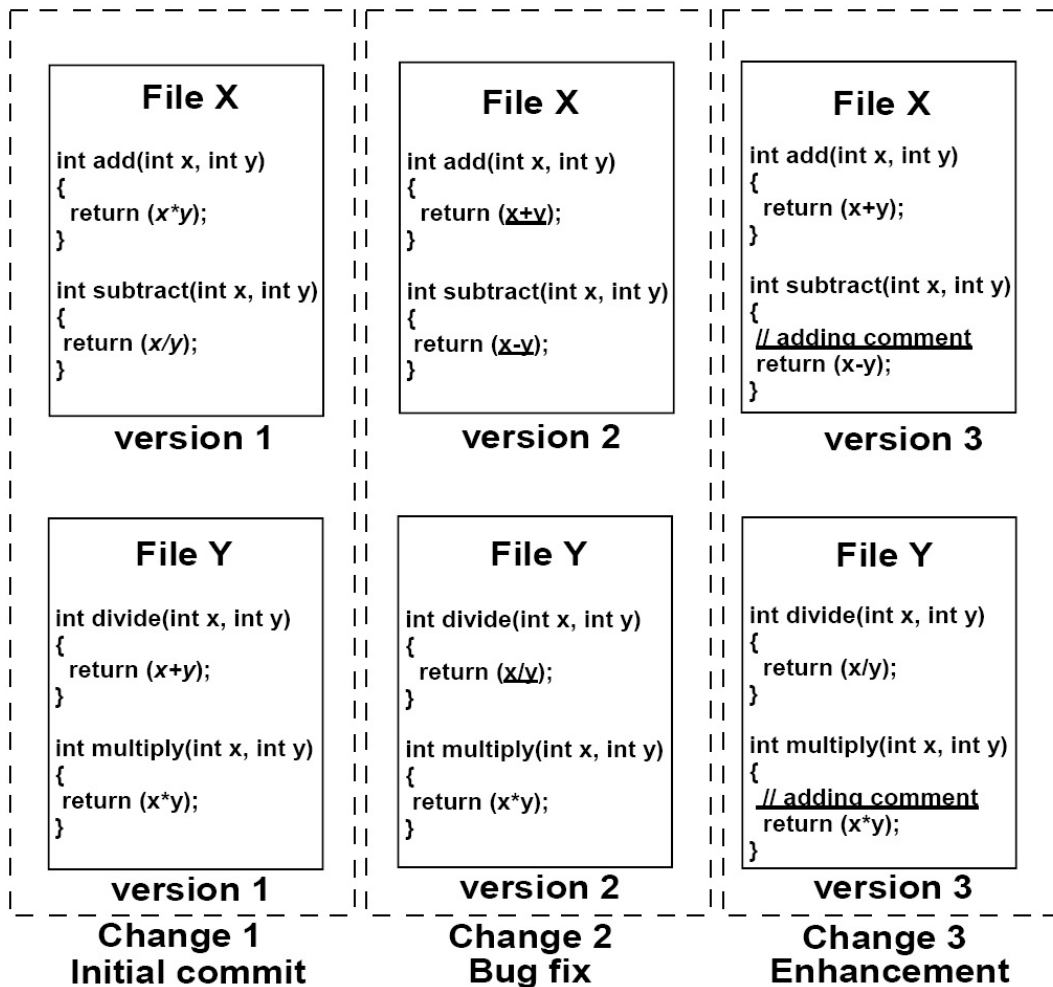 File X
int add(int x, int y)
{
return (x*y);
}
int subtract(int x, int y)
{
return (x/y);
}
version 1
File X
int add(int x, int y)
{
return (x+y);
}
int subtract(int x, int y)
{
return (x-y);
}
version 2
File X
int add(int x, int y)
{
return (x+y);
}
int subtract(int x, int y)
{
// adding comment
return (x-y);
}
version 3
File Y
int divide(int x, int y)
{
return (x+y);
}
int multiply(int x, int y)
{
return (x*y);
}
version 1
File Y
int divide(int x, int y)
{
return (x/y);
}
int multiply(int x, int y)
{
return (x*y);
}
version 2
File Y
int divide(int x, int y)
{
return (x/y);
}
int multiply(int x, int y)
{
// adding comment
return (x*y);
}
version 3
Change 1
Initial commit
Change 2
Bug fix
Change 3
Enhancement